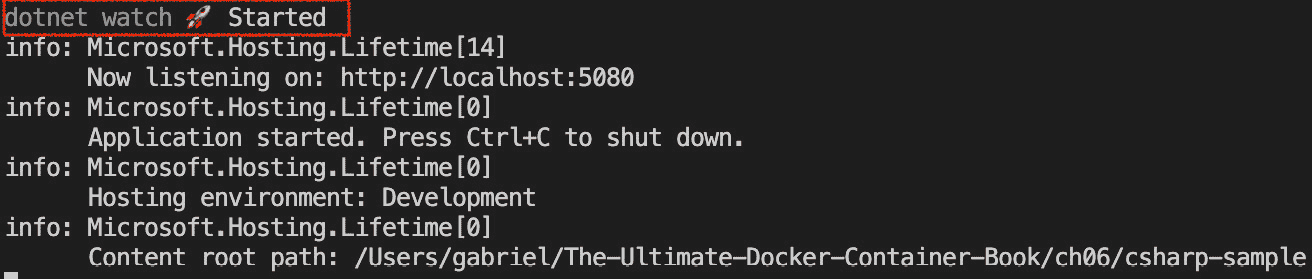 dotnet watch 🚀 Started
info: Microsoft.Hosting.Lifetime[14]
Now listening on: http://localhost:5080
info: Microsoft.Hosting.Lifetime[0]
Application started. Press Ctrl+C to shut down.
info: Microsoft.Hosting.Lifetime[0]
Hosting environment: Development
info: Microsoft.Hosting.Lifetime[0]
Content root path: /Users/gabriel/The-Ultimate-Docker-Container-Book/ch06/csharp-sample